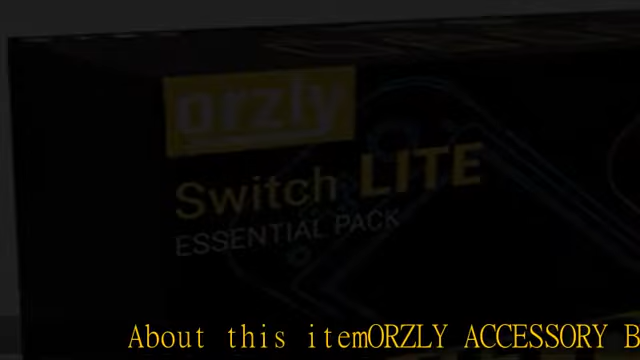 orzly
Switch LITE
ESSENTIAL PACK
About this itemORZLY ACCESSORY B